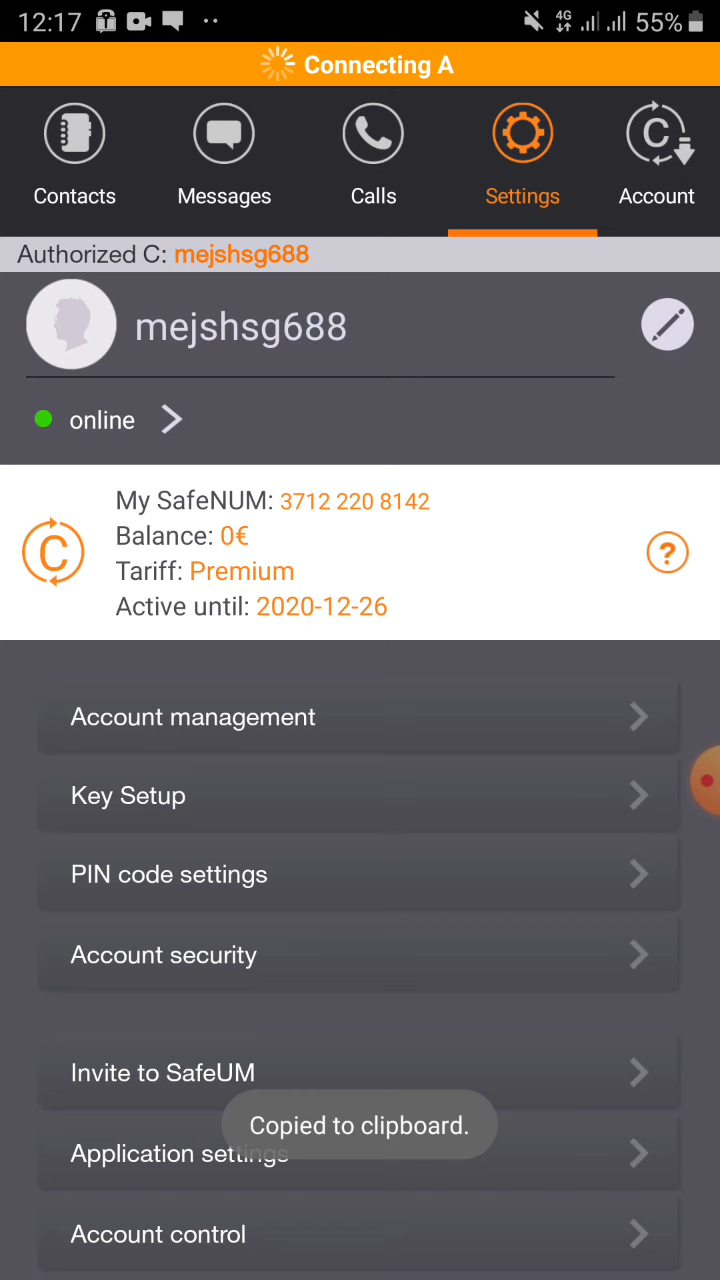 12:17 4G 55%
Connecting A
Contacts Messages Calls Settings Account
Authorized C: mejshsg688
mejshsg688
online
My SafeNUM: 3712 220 8142
Balance: 0€
Tariff: Premium
Active until: 2020-12-26
C ?
Account management
Key Setup
PIN code settings
Account security
Invite to SafeUM
Copied to clipboard.
Application settings
Account control